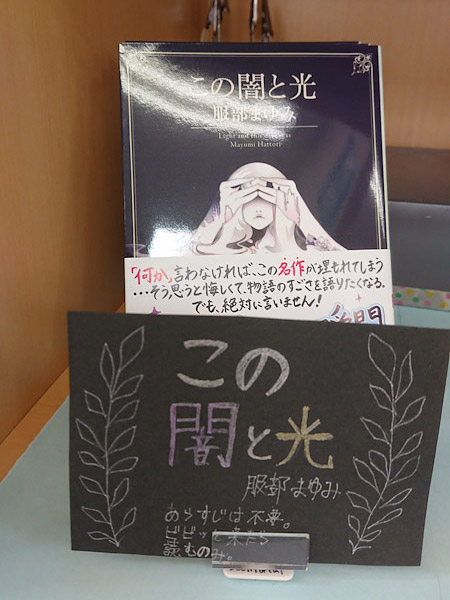 この闇と光
服部まゆみ
Light and this
Mayumi Hattori
「何か」言わなければ、この名作が埋もれてしまう
…そう思うと悔しくて、物語のすごさを語りたくなる。
でも、絶対に言いません!
この
闇と光
服部まゆみ
あらすじは不要。
ビビッと来たら
読むのみ。